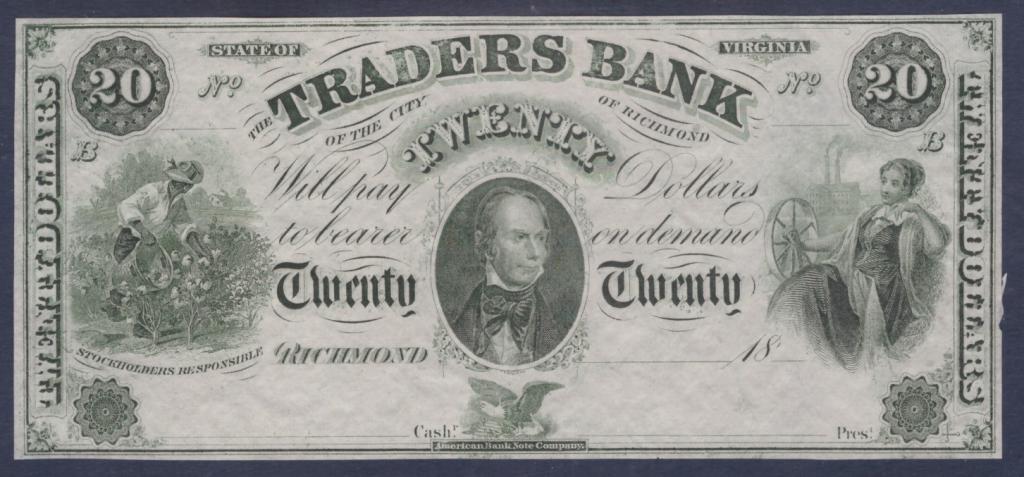 STATE OF
VIRGINIA
20
No
THE TRADERS BANK
No
20
OF THE CITY OF RICHMOND
B
TWENTY
B
Will pay Dollars
to bearer on demand
Twenty Twenty
STOCKHOLDERS RESPONSIBLE
RICHMOND 18
Cashr
Prest
American Bank Note Company.
TWENTY DOLLARS
TWENTY DOLLARS